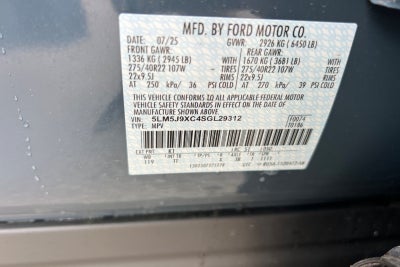 MFD. BY FORD MOTOR CO.
DATE: 07/25 GVWR: 2926 KG ( 6450 LB)
FRONT GAWR: REAR GAWR:
1336 KG ( 2945 LB) WITH 1670 KG ( 3681 LB) WITH
275/40R22 107W TIRES 275/40R22 107W TIRES
22x9.5J RIMS 22x9.5J RIMS
AT 250 kPa/ 36 PSI COLD AT 270 kPa/ 39 PSI COLD
THIS VEHICLE CONFORMS TO ALL APPLICABLE FEDERAL MOTOR
VEHICLE SAFETY STANDARDS IN EFFECT ON THE DATE OF
MANUFACTURE SHOWN ABOVE.
VIN: 5LM5J9XC4SGL29312
TYPE: MPV
F0074
T0186